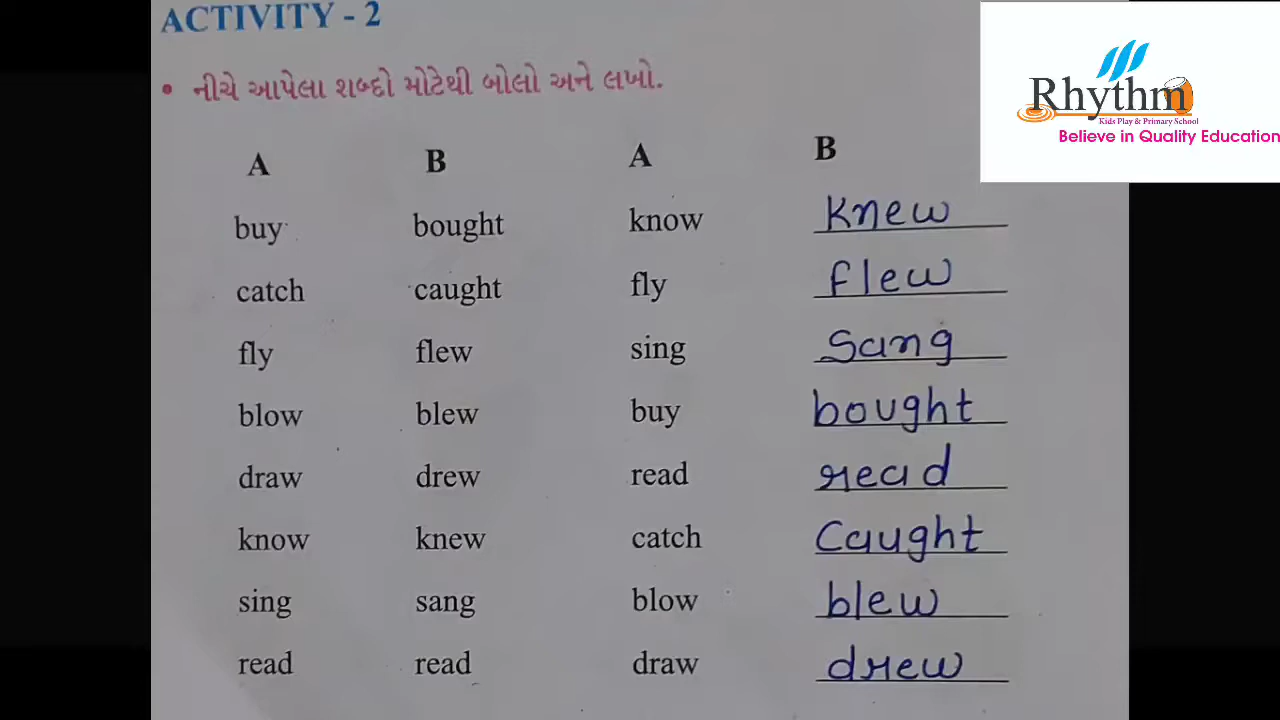 ACTIVITY - 2
• નીચે આપેલા શબ્દો મોટેથી બોલો અને લખો.
Rhythm
Kids Play & Primary School
Believe in Quality Education
A B A B
buy bought know knew
catch caught fly flew
fly flew sing Sang
blow blew buy bought
draw drew read read
know knew catch Caught
sing sang blow blew
read read draw drew